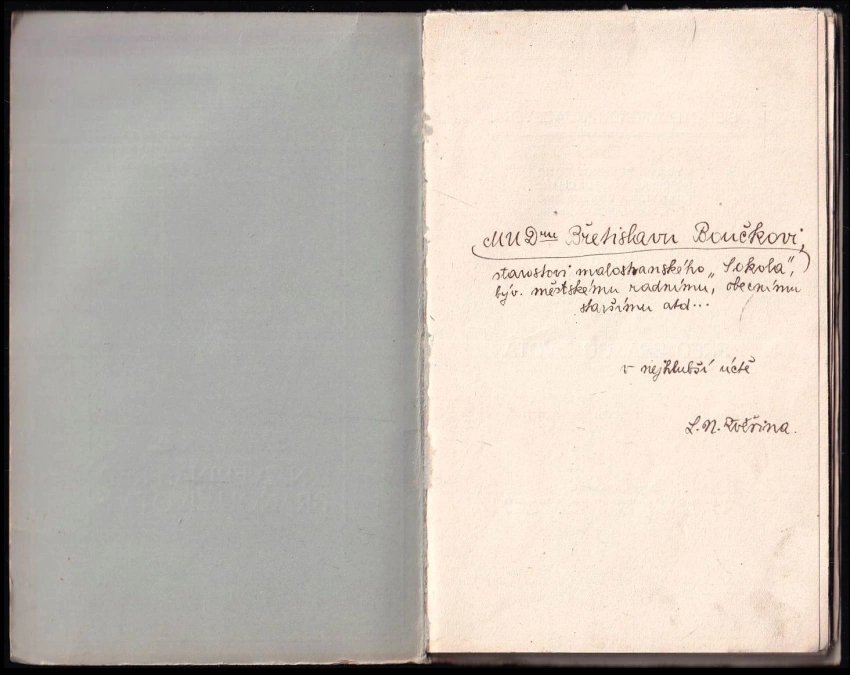 MUDru Břetislavu Boučkovi,
starostovi malostranského „Sokola“,
býv. městskému radnímu, obecnímu
staršímu atd...
v nejhlubší úctě
L. N. Zvěřina.